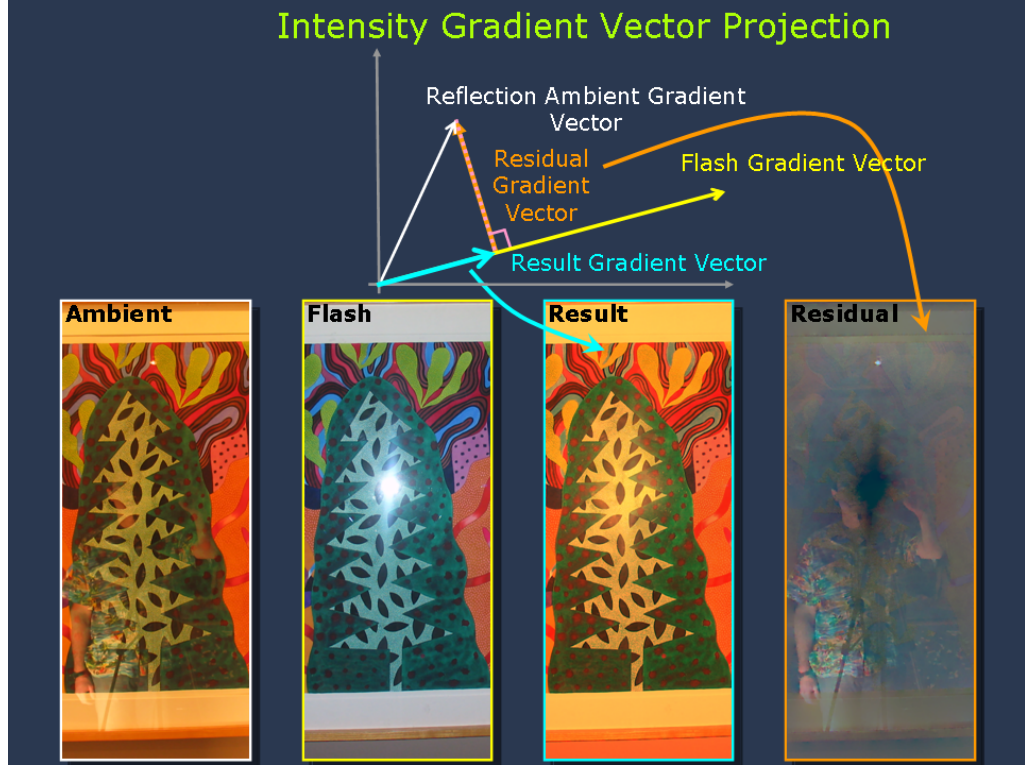 Intensity Gradient Vector Projection
Reflection Ambient Gradient
Vector
Residual
Gradient
Vector
Flash Gradient Vector
Result Gradient Vector
Ambient
Flash
Result
Residual